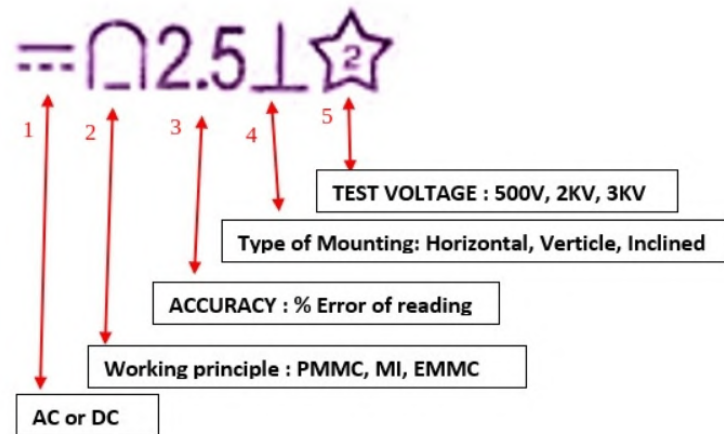 2.5 2
1 2 3 4 5
TEST VOLTAGE : 500V, 2KV, 3KV
Type of Mounting: Horizontal, Verticle, Inclined
ACCURACY : % Error of reading
Working principle : PMMC, MI, EMMC
AC or DC